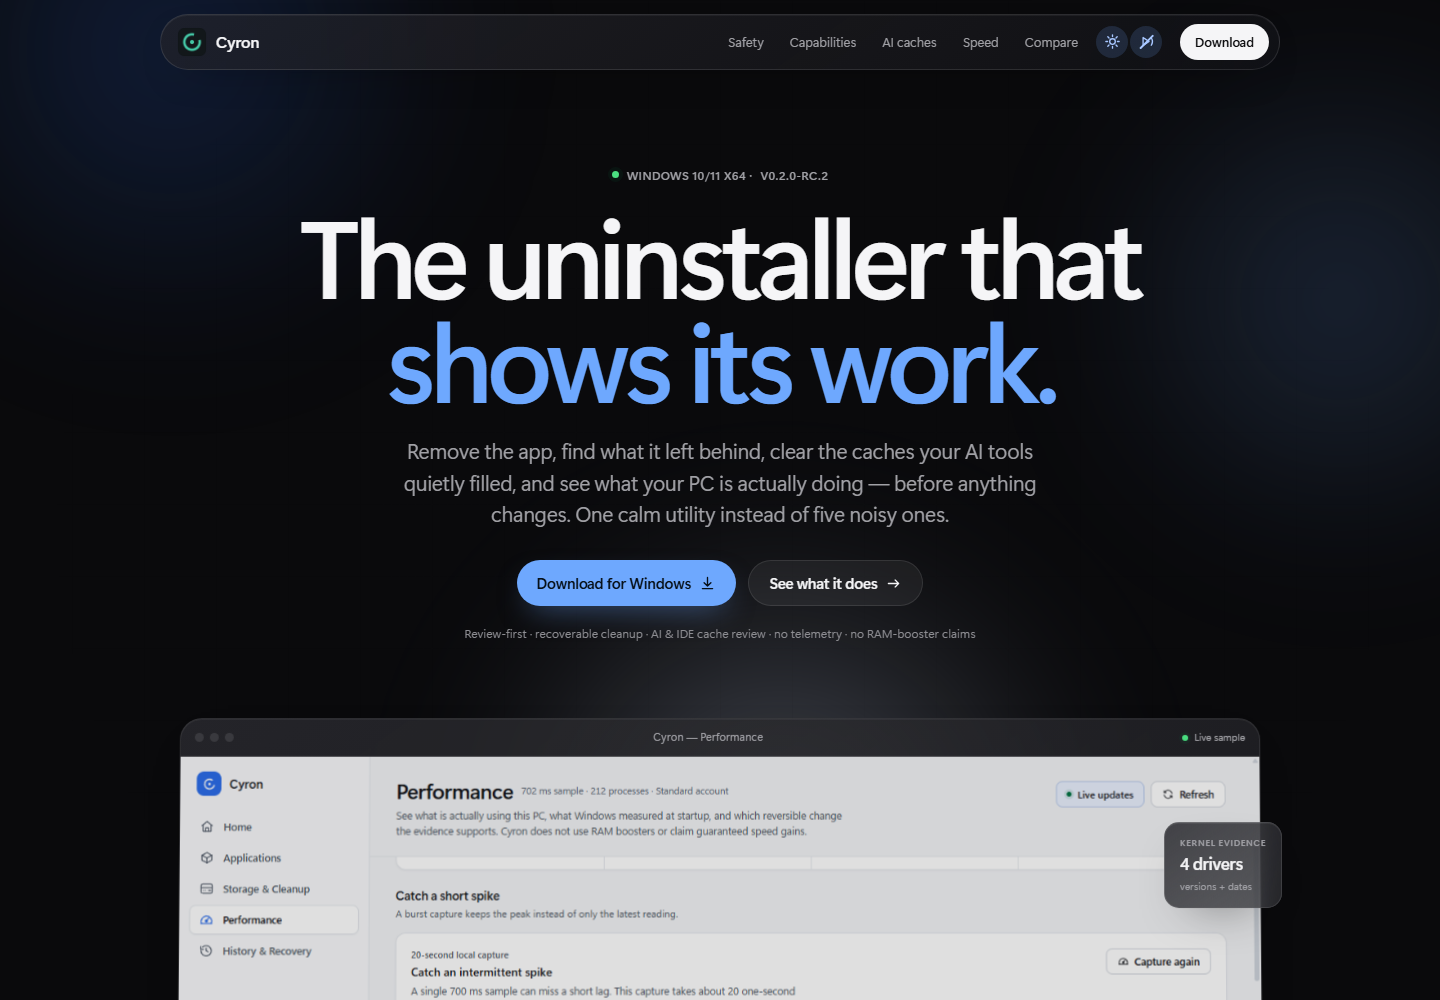 Cyron
Safety
Capabilities
AI caches
Speed
Compare
Download
WINDOWS 10/11 X64 · V0.2.0-RC.2
The uninstaller that
shows its work.
Remove the app, find what it left behind, clear the caches your AI tools
quietly filled, and see what your PC is actually doing — before anything
changes. One calm utility instead of five noisy ones.
Download for Windows
See what it does
Review-first · recoverable cleanup · AI & IDE cache review · no telemetry · no RAM-booster claims
Cyron — Performance
Live sample
Cyron
Home
Applications
Storage & Cleanup
Performance
History & Recovery
Performance
702 ms sample · 212 processes · Standard account
See what is actually using this PC, what Windows measured at startup, and which reversible change
the evidence supports. Cyron does not use RAM boosters or claim guaranteed speed gains.
Live updates
Refresh
KERNEL EVIDENCE
4 drivers
versions + dates
Catch a short spike
A burst capture keeps the peak instead of only the latest reading.
20-second local capture
Catch an intermittent spike
A single 700 ms sample can miss a short lag. This capture takes about 20 one-second
Capture again